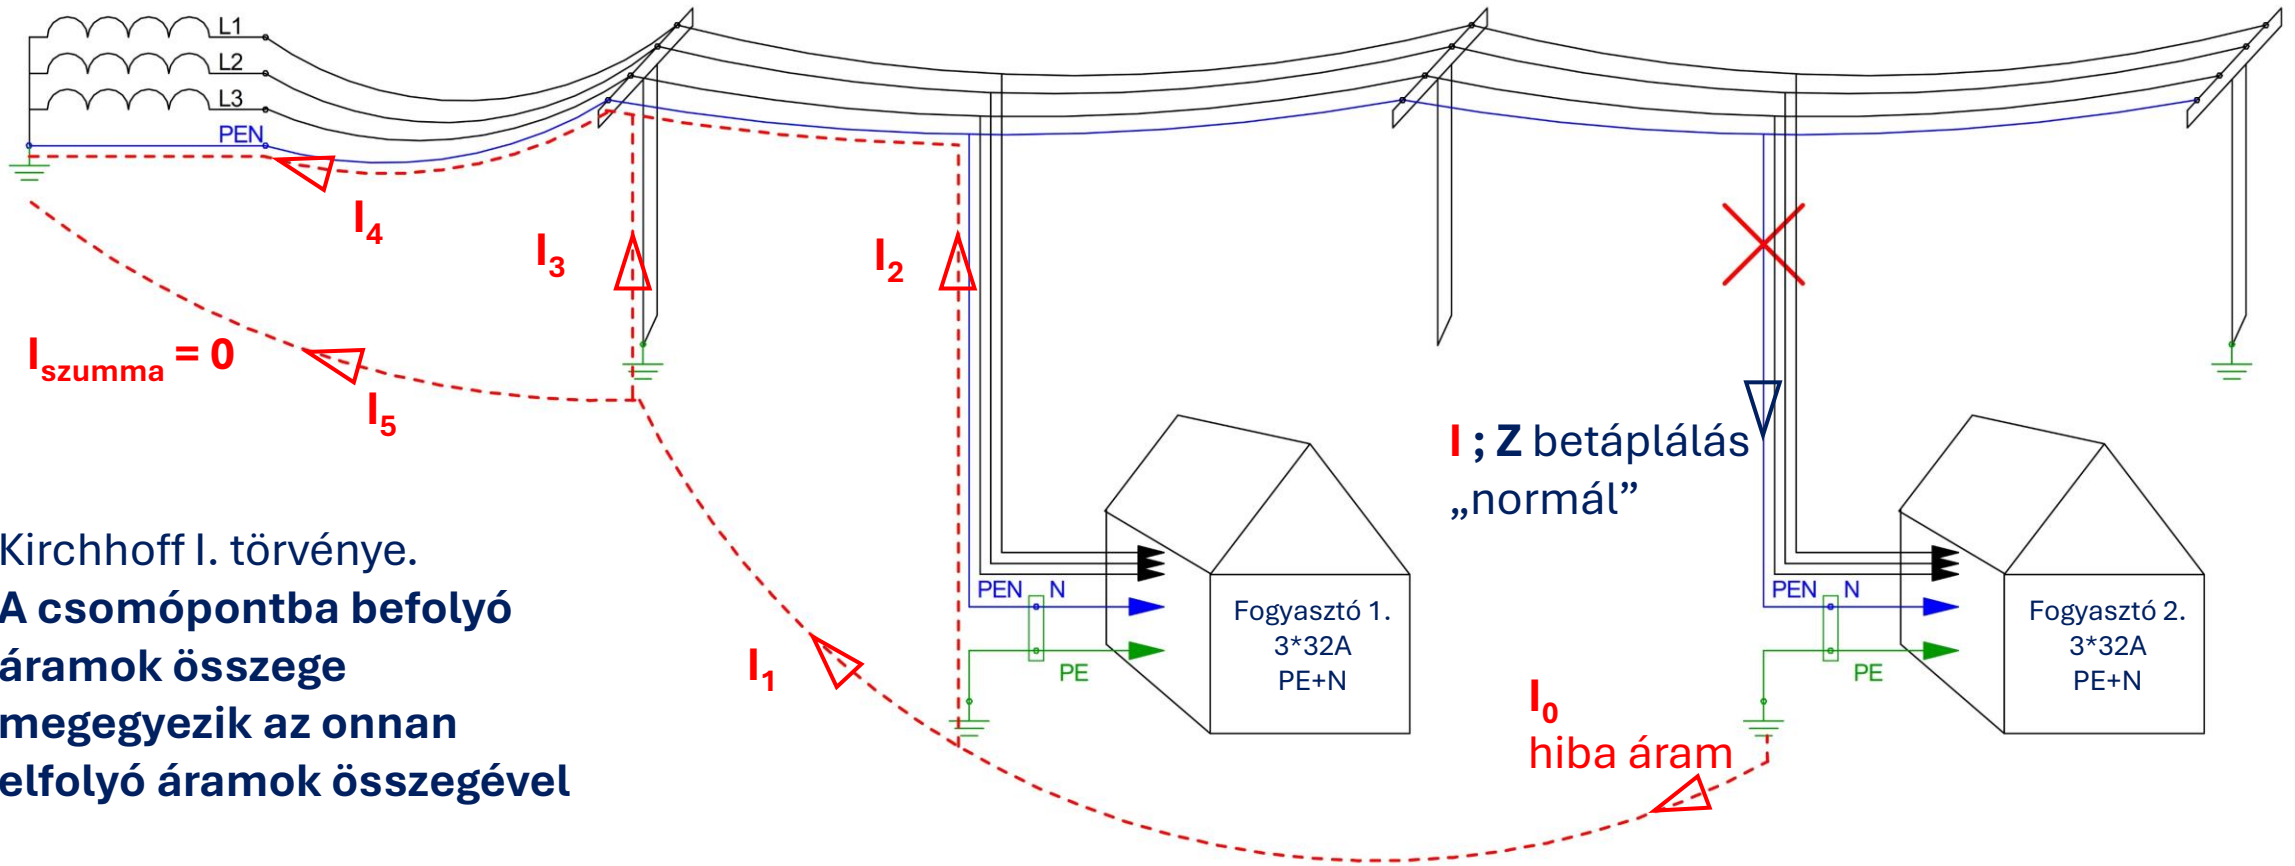 L1
L2
L3
PEN
I4
I3
I2
Iszumma = 0
I5
I ; Z betáplálás
„normál”
Kirchhoff I. törvénye.
A csomópontba befolyó
áramok összege
megegyezik az onnan
elfolyó áramok összegével
I1
PEN N
PE
Fogyasztó 1.
3*32A
PE+N
I0
hiba áram
PEN N
PE
Fogyasztó 2.
3*32A
PE+N